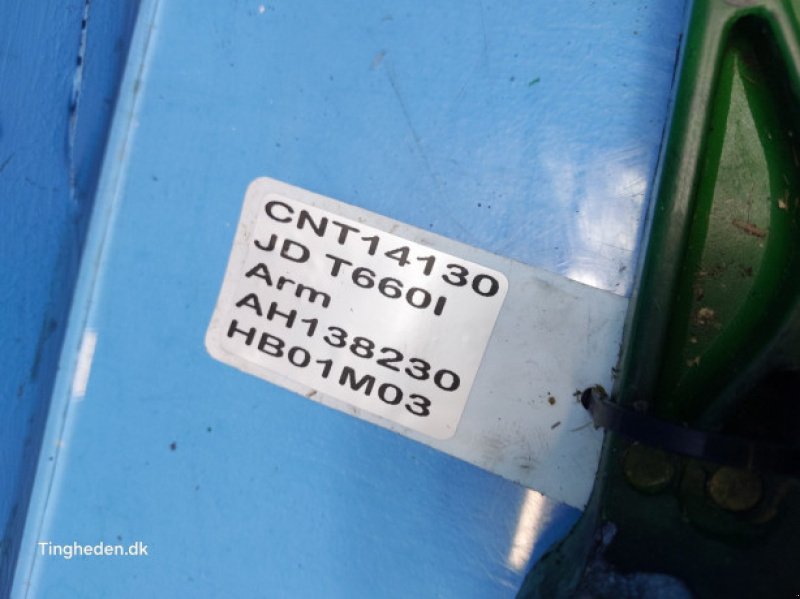 CNT14130
JD T660I
Arm
AH138230
HB01M03
Tingheden.dk